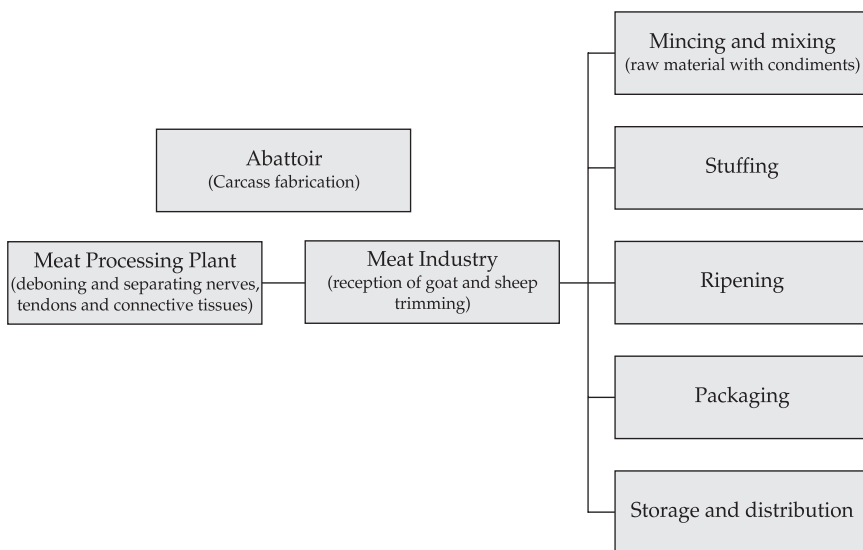 Abattoir
(Carcass fabrication)
Meat Processing Plant
(deboning and separating nerves,
tendons and connective tissues)
Meat Industry
(reception of goat and sheep
trimming)
Mincing and mixing
(raw material with condiments)
Stuffing
Ripening
Packaging
Storage and distribution